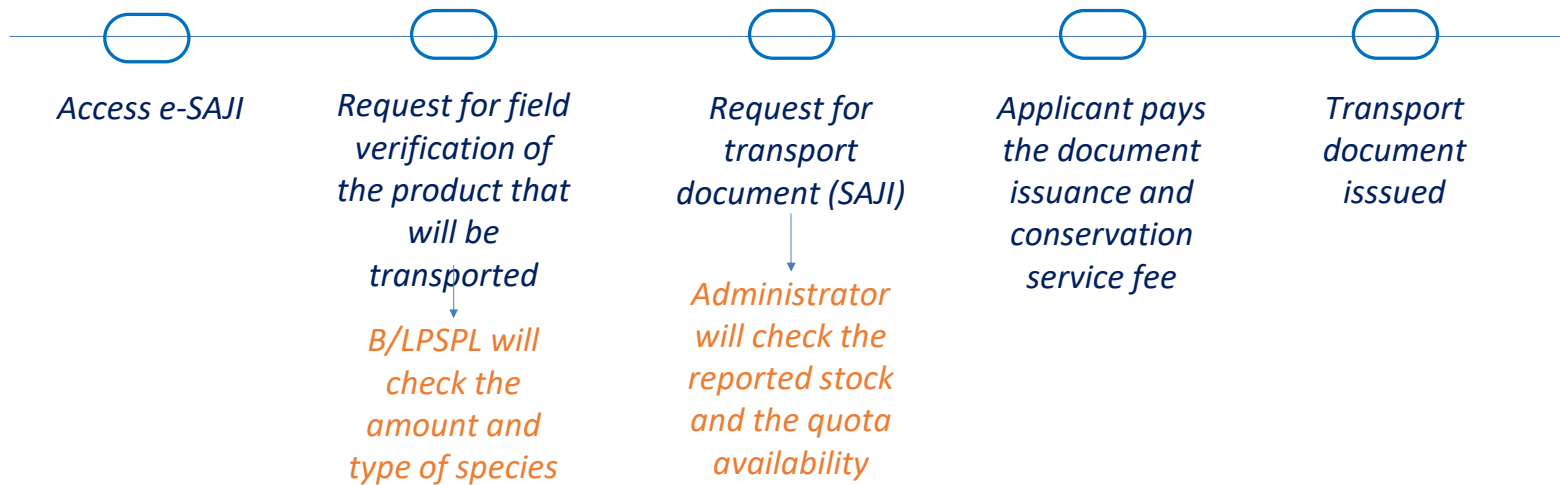 Access e-SAJI
Request for field
verification of
the product that
will be
transported
B/LPSPL will
check the
amount and
type of species
Request for
transport
document (SAJI)
Administrator
will check the
reported stock
and the quota
availability
Applicant pays
the document
issuance and
conservation
service fee
Transport
document
isssued